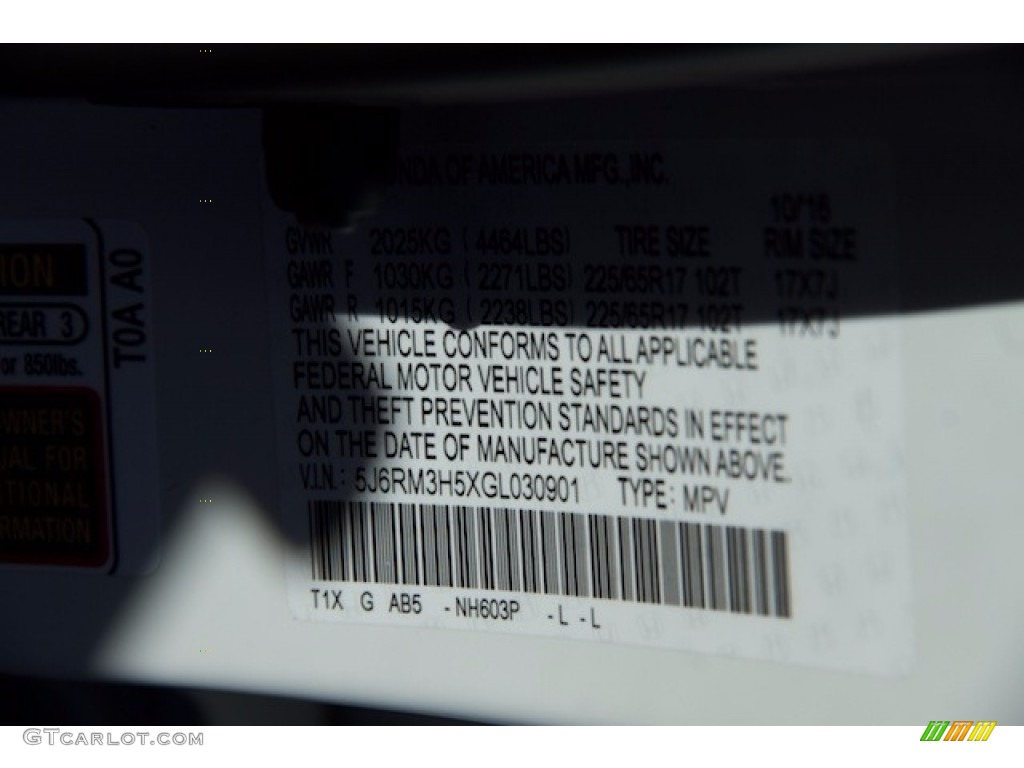 ONDA OF AMERICA MFG., INC.
10/16
GVWR 2025KG ( 4464LBS) TIRE SIZE RIM SIZE
GAWR F 1030KG ( 2271LBS) 225/65R17 102T 17X7J
GAWR R 1015KG ( 2238LBS) 225/65R17 102T 17X7J
THIS VEHICLE CONFORMS TO ALL APPLICABLE
FEDERAL MOTOR VEHICLE SAFETY
AND THEFT PREVENTION STANDARDS IN EFFECT
ON THE DATE OF MANUFACTURE SHOWN ABOVE.
V.I.N.: 5J6RM3H5XGL030901 TYPE: MPV
T1X G AB5 -NH603P -L -L
ION
REAR 3
or 850lbs.
WNER'S
UAL FOR
TIONAL
RMATION
T0A A0
GTCARLOT.COM